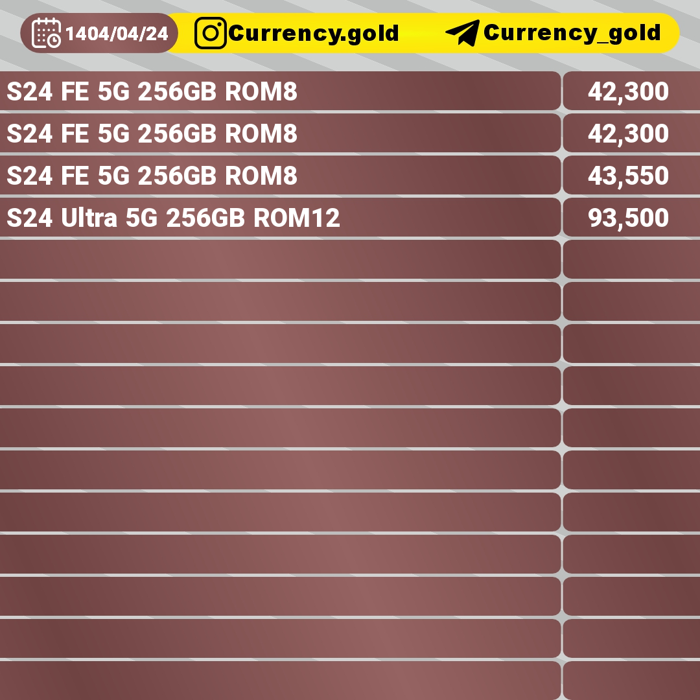 1404/04/24 Currency.gold Currency_gold
S24 FE 5G 256GB ROM8 42,300
S24 FE 5G 256GB ROM8 42,300
S24 FE 5G 256GB ROM8 43,550
S24 Ultra 5G 256GB ROM12 93,500